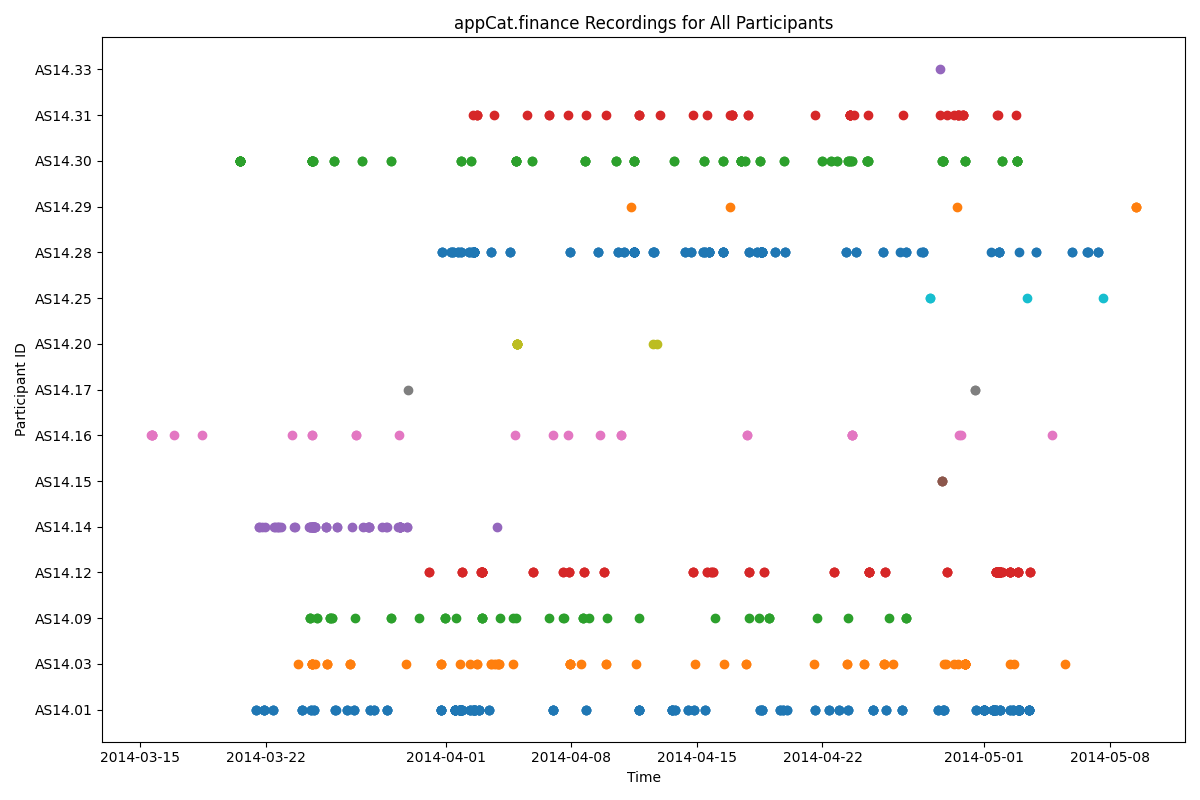 appCat.finance Recordings for All Participants
Participant ID
AS14.33
AS14.31
AS14.30
AS14.29
AS14.28
AS14.25
AS14.20
AS14.17
AS14.16
AS14.15
AS14.14
AS14.12
AS14.09
AS14.03
AS14.01
2014-03-15 2014-03-22 2014-04-01 2014-04-08 2014-04-15 2014-04-22 2014-05-01 2014-05-08
Time